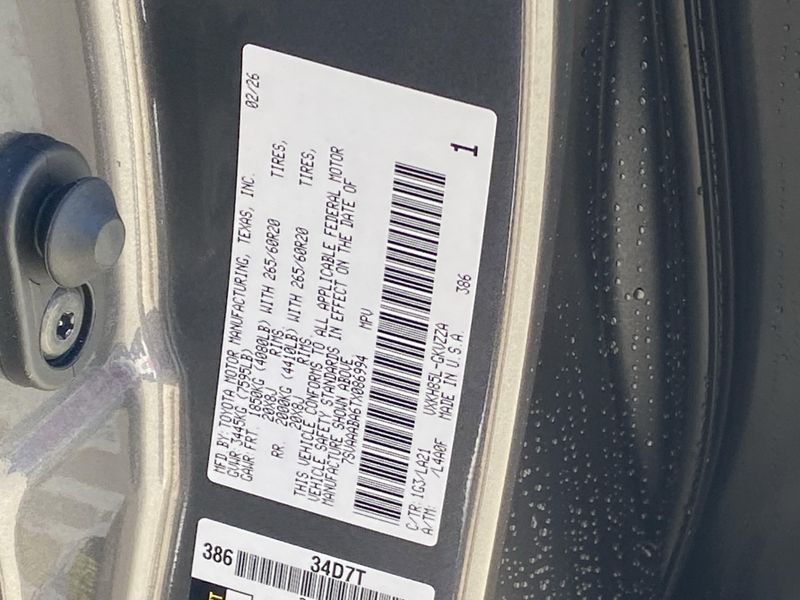 MFD BY:TOYOTA MOTOR MANUFACTURING, TEXAS, INC. 02/26
GVWR 3445KG (7595LB)
GAWR:FRT. 1850KG (4080LB) WITH 265/60R20 TIRES,
20X8J RIMS
RR. 2000KG (4410LB) WITH 265/60R20 TIRES,
20X8J RIMS
THIS VEHICLE CONFORMS TO ALL APPLICABLE FEDERAL MOTOR
VEHICLE SAFETY STANDARDS IN EFFECT ON THE DATE OF
MANUFACTURE SHOWN ABOVE.
7SVAAABA6TX086994 MPV
1
C/TR:1G3/LA21 UVXKH85L-QKVZZA 386
A/TM: /L4A0F MADE IN U.S.A.
386 34D7T